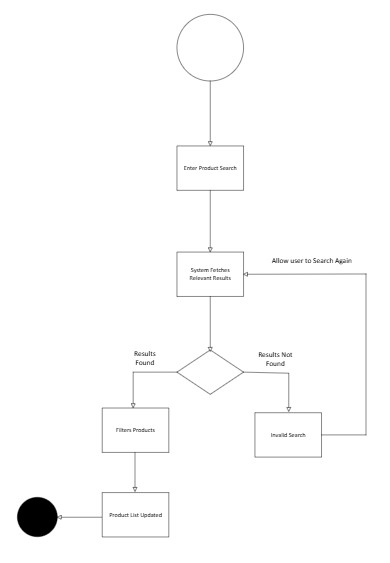 Enter Product Search
System Fetches
Relevant Results
Allow user to Search Again
Results
Found
Results Not
Found
Filters Products
Invalid Search
Product List Updated